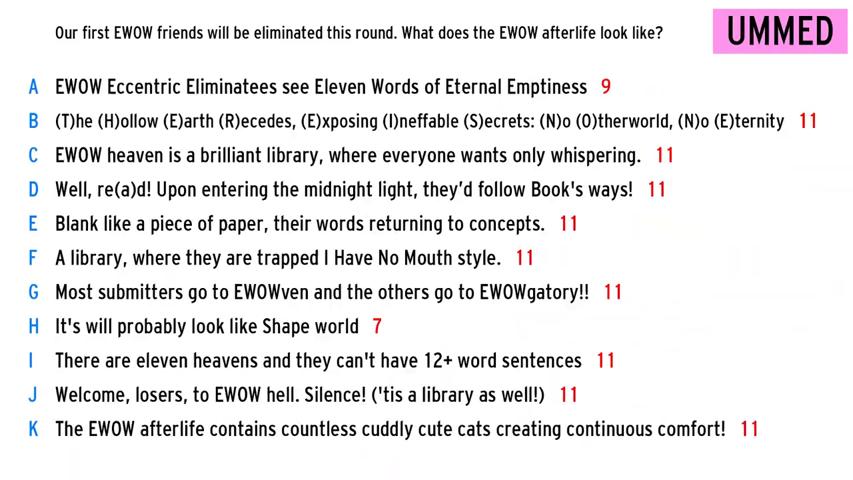 Our first EWOW friends will be eliminated this round. What does the EWOW afterlife look like?
UMMED
A EWOW Eccentric Eliminatees see Eleven Words of Eternal Emptiness 9
B (T)he (H)ollow (E)arth (R)ecedes, (E)xposing (I)neffable (S)ecrets: (N)o (O)therworld, (N)o (E)ternity 11
C EWOW heaven is a brilliant library, where everyone wants only whispering. 11
D Well, re(a)d! Upon entering the midnight light, they'd follow Book's ways! 11
E Blank like a piece of paper, their words returning to concepts. 11
F A library, where they are trapped I Have No Mouth style. 11
G Most submitters go to EWOWven and the others go to EWOWgatory!! 11
H It's will probably look like Shape world 7
I There are eleven heavens and they can't have 12+ word sentences 11
J Welcome, losers, to EWOW hell. Silence! ('tis a library as well!) 11
K The EWOW afterlife contains countless cuddly cute cats creating continuous comfort! 11